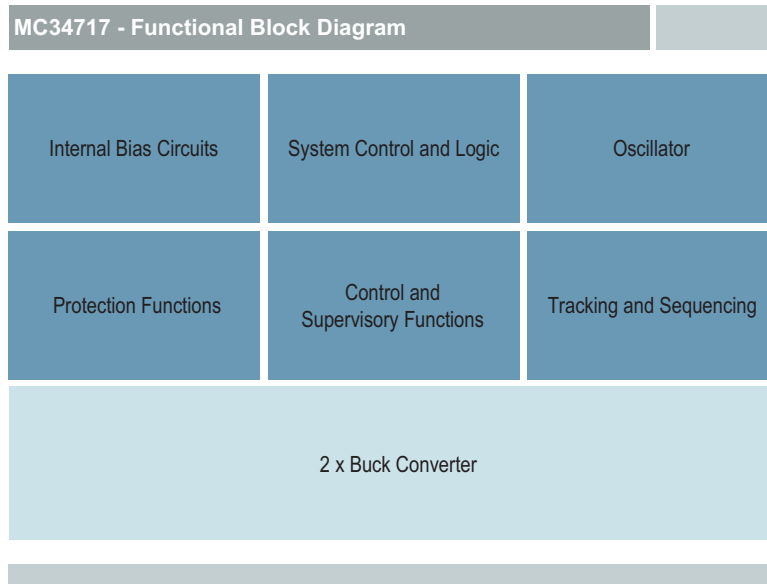 MC34717 - Functional Block Diagram
Internal Bias Circuits
System Control and Logic
Oscillator
Protection Functions
Control and
Supervisory Functions
Tracking and Sequencing
2 x Buck Converter